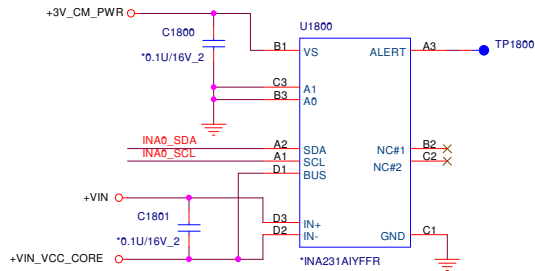 +3V_CM_PWR
C1800
*0.1U/16V_2
U1800
B1
VS
ALERT
A3
TP1800
C3
A1
B3
A0
INA0_SDA
A2
SDA
NC#1
B2
INA0_SCL
A1
SCL
NC#2
C2
D1
BUS
+VIN
C1801
*0.1U/16V_2
D3
IN+
D2
IN-
GND
C1
+VIN_VCC_CORE
*INA231AIYFFR